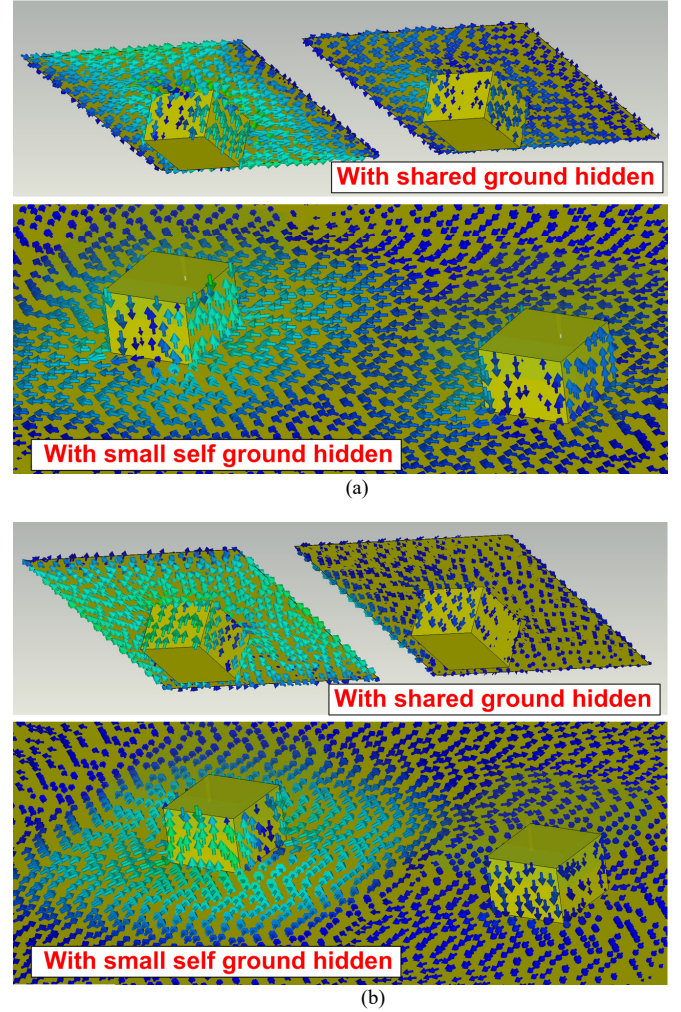 With shared ground hidden
With small self ground hidden
(a)
With shared ground hidden
With small self ground hidden
(b)